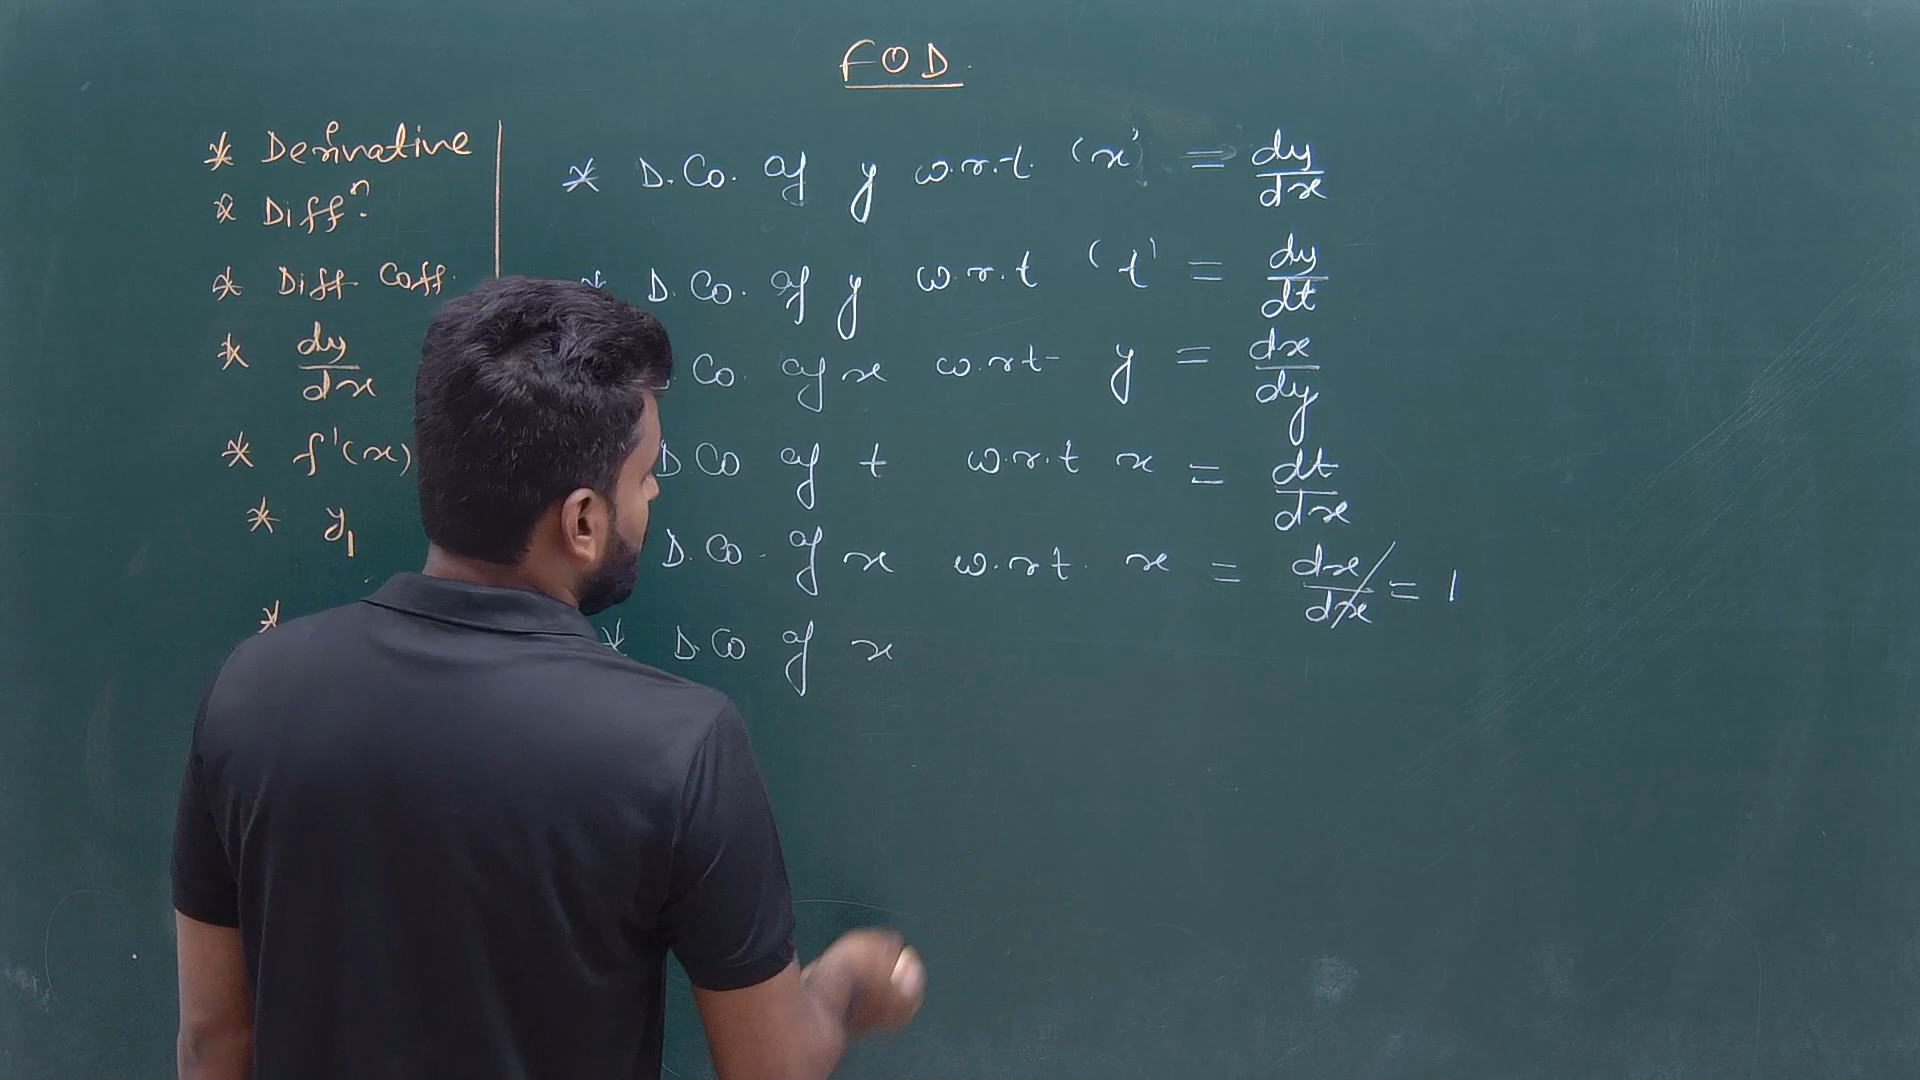 FOD
* Derivative
* Diffⁿ.
* Diff Coff.
* dy/dx
* f'(x)
* y₁
*
* D.Co. of y w.r.t. 'x' = dy/dx
* D.Co. of y w.r.t 't' = dy/dt
Co. of x w.r.t y = dx/dy
D.Co of t w.r.t x = dt/dx
D.Co. of x w.r.t. x = dx/dx = 1
* D.Co of x